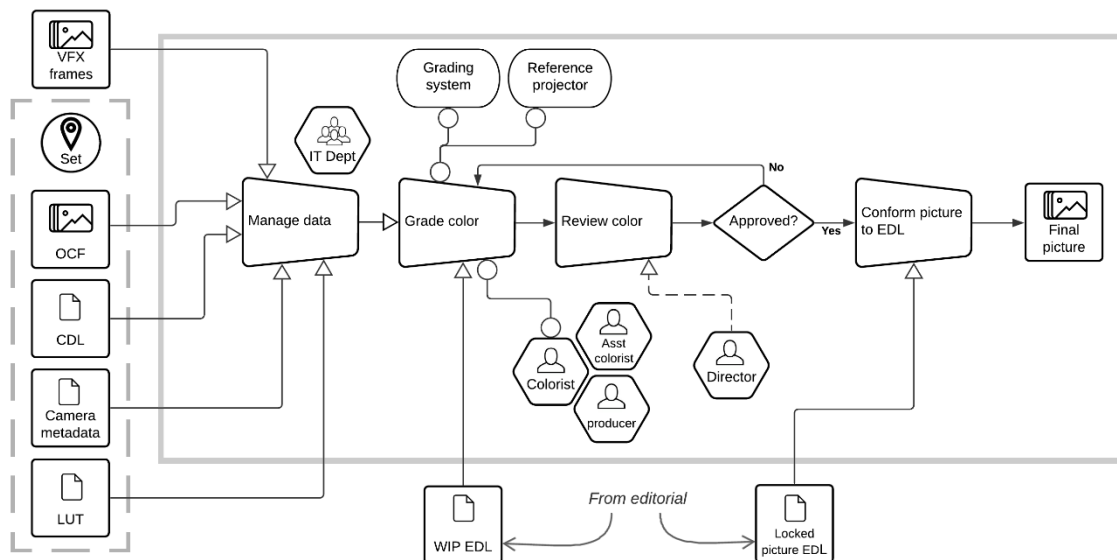 VFX
frames
Set
OCF
CDL
Camera
metadata
LUT
IT Dept
Manage data
Grading
system
Reference
projector
Grade color
Review color
No
Approved?
Yes
Conform picture
to EDL
Final
picture
Colorist
Asst
colorist
producer
Director
WIP EDL
From editorial
Locked
picture EDL